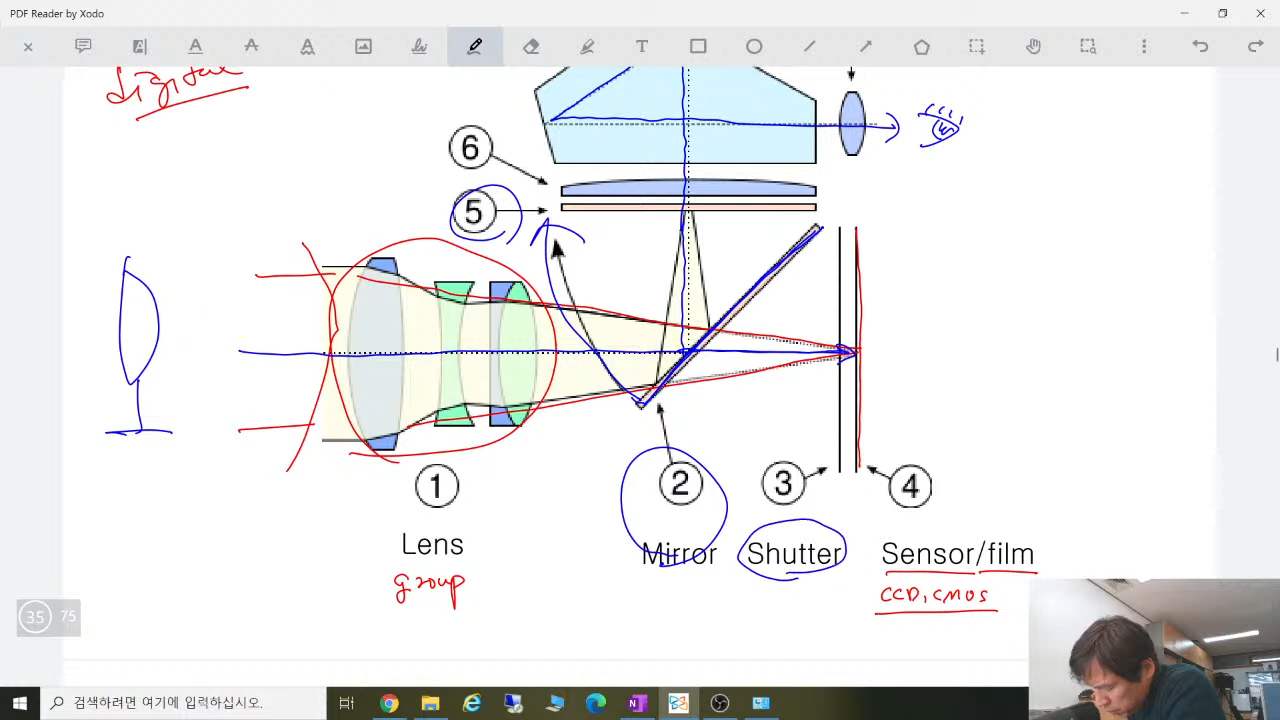 PDF Reader by Xodo
digital
6
5
1
2
3
4
Lens
Mirror
Shutter
Sensor/film
group
CCD, CMOS
35
75
검색하려면 여기에 입력하십시오.